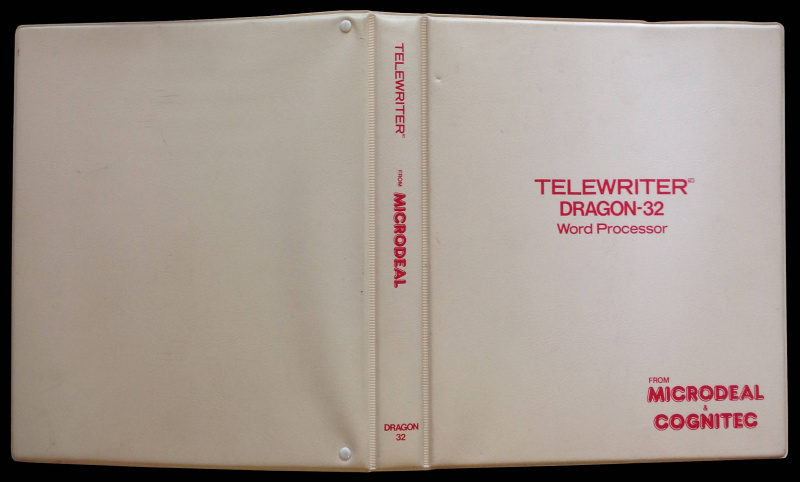 TELEWRITER©
FROM
MICRODEAL
DRAGON
32
TELEWRITER©
DRAGON-32
Word Processor
FROM
MICRODEAL
&
COGNITEC